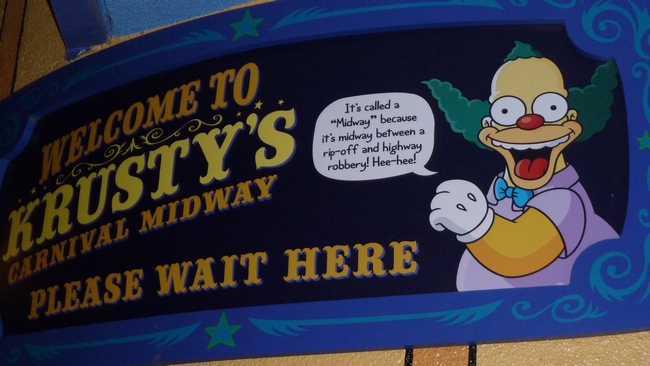 WELCOME TO
KRUSTY'S
CARNIVAL MIDWAY
PLEASE WAIT HERE
It's called a
"Midway" because
it's midway between a
rip-off and highway
robbery! Hee-hee!